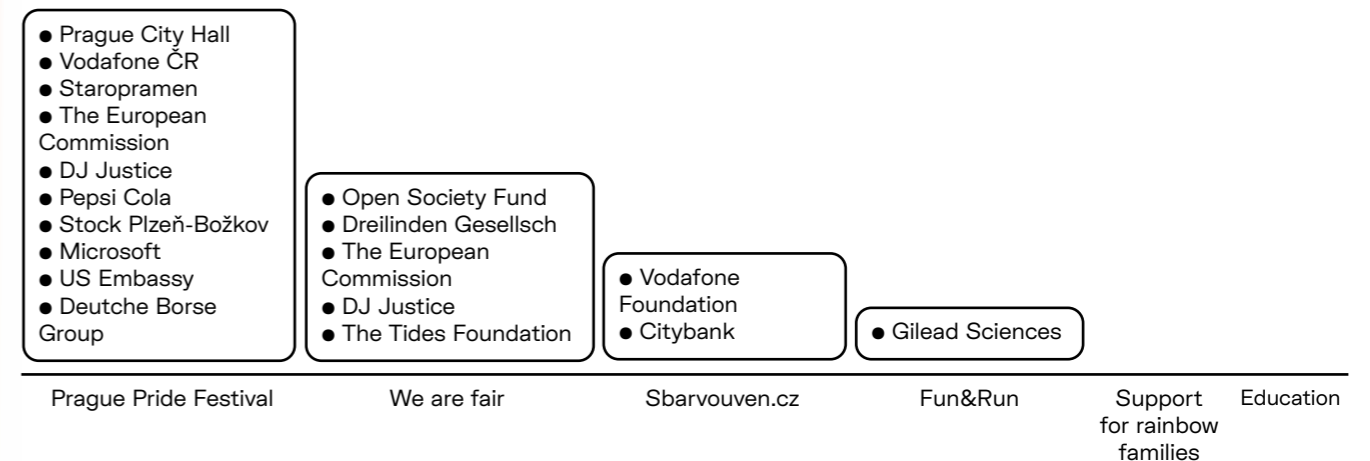 ● Prague City Hall
● Vodafone ČR
● Staropramen
● The European
Commission
● DJ Justice
● Pepsi Cola
● Stock Plzeň-Božkov
● Microsoft
● US Embassy
● Deutche Borse
Group
● Open Society Fund
● Dreilinden Gesellsch
● The European
Commission
● DJ Justice
● The Tides Foundation
● Vodafone
Foundation
● Citybank
● Gilead Sciences
Prague Pride Festival
We are fair
Sbarvouven.cz
Fun&Run
Support
for rainbow
families
Education